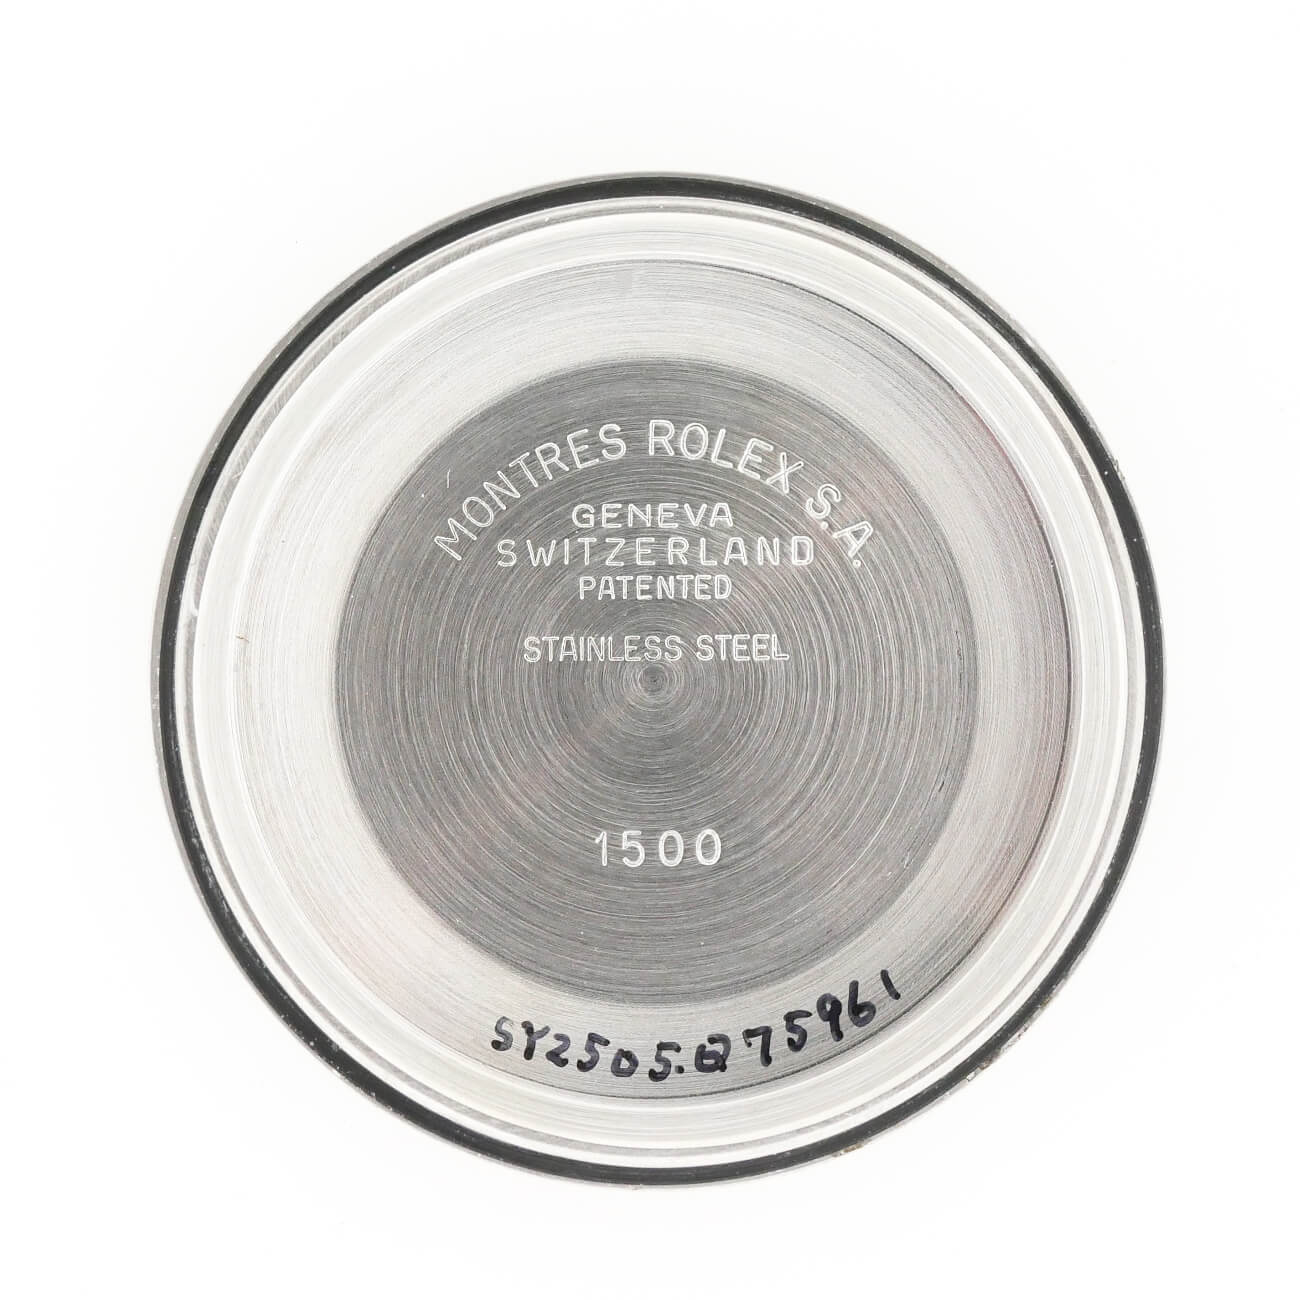 MONTRES ROLEX S.A.
GENEVA
SWITZERLAND
PATENTED
STAINLESS STEEL
1500
SY2505.Q75961